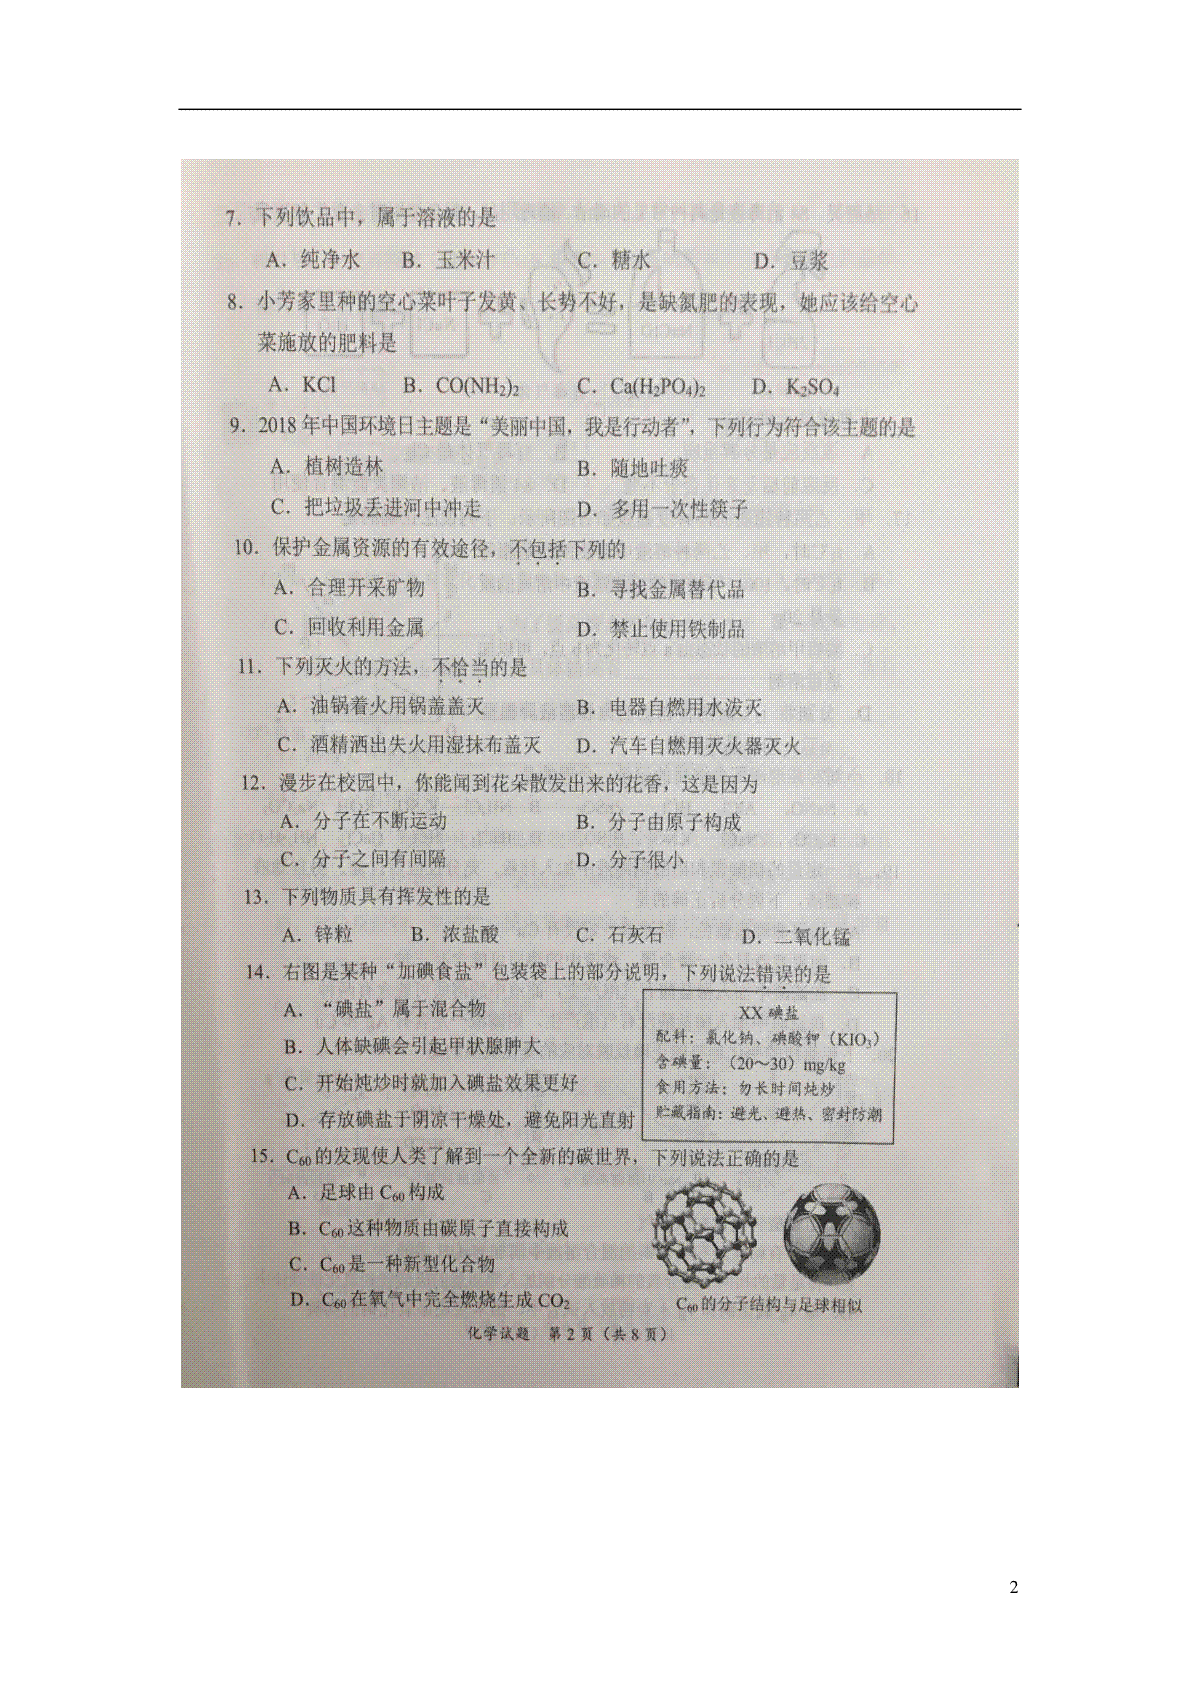 7．下列饮品中，属于溶液的是
A．纯净水 B．玉米汁 C．糖水 D．豆浆
8．小芳家里种的空心菜叶子发黄、长势不好，是缺氮肥的表现，她应该给空心
菜施放的肥料是
A．KCl B．CO(NH₂)₂ C．Ca(H₂PO₄)₂ D．K₂SO₄
9．2018 年中国环境日主题是“美丽中国，我是行动者”，下列行为符合该主题的是
A．植树造林 B．随地吐痰
C．把垃圾丢进河中冲走 D．多用一次性筷子
10．保护金属资源的有效途径，不包括下列的
A．合理开采矿物 B．寻找金属替代品
C．回收利用金属 D．禁止使用铁制品
11．下列灭火的方法，不恰当的是
A．油锅着火用锅盖盖灭 B．电器自燃用水泼灭
C．酒精洒出失火用湿抹布盖灭 D．汽车自燃用灭火器灭火
12．漫步在校园中，你能闻到花朵散发出来的花香，这是因为
A．分子在不断运动 B．分子由原子构成
C．分子之间有间隔 D．分子很小
13．下列物质具有挥发性的是
A．锌粒 B．浓盐酸 C．石灰石 D．二氧化锰
14．右图是某种“加碘食盐”包装袋上的部分说明，下列说法错误的是
A．“碘盐”属于混合物
B．人体缺碘会引起甲状腺肿大
C．开始炖炒时就加入碘盐效果更好
D．存放碘盐于阴凉干燥处，避免阳光直射
XX 碘盐
配料：氯化钠、碘酸钾（KIO₃）
含碘量：（20～30）mg/kg
食用方法：勿长时间炖炒
贮藏指南：避光、避热、密封防潮
15．C₆₀的发现使人类了解到一个全新的碳世界，下列说法正确的是
A．足球由 C₆₀构成
B．C₆₀这种物质由碳原子直接构成
C．C₆₀是一种新型化合物
D．C₆₀在氧气中完全燃烧生成 CO₂
C₆₀的分子结构与足球相似
化学试题 第 2 页（共 8 页）
2